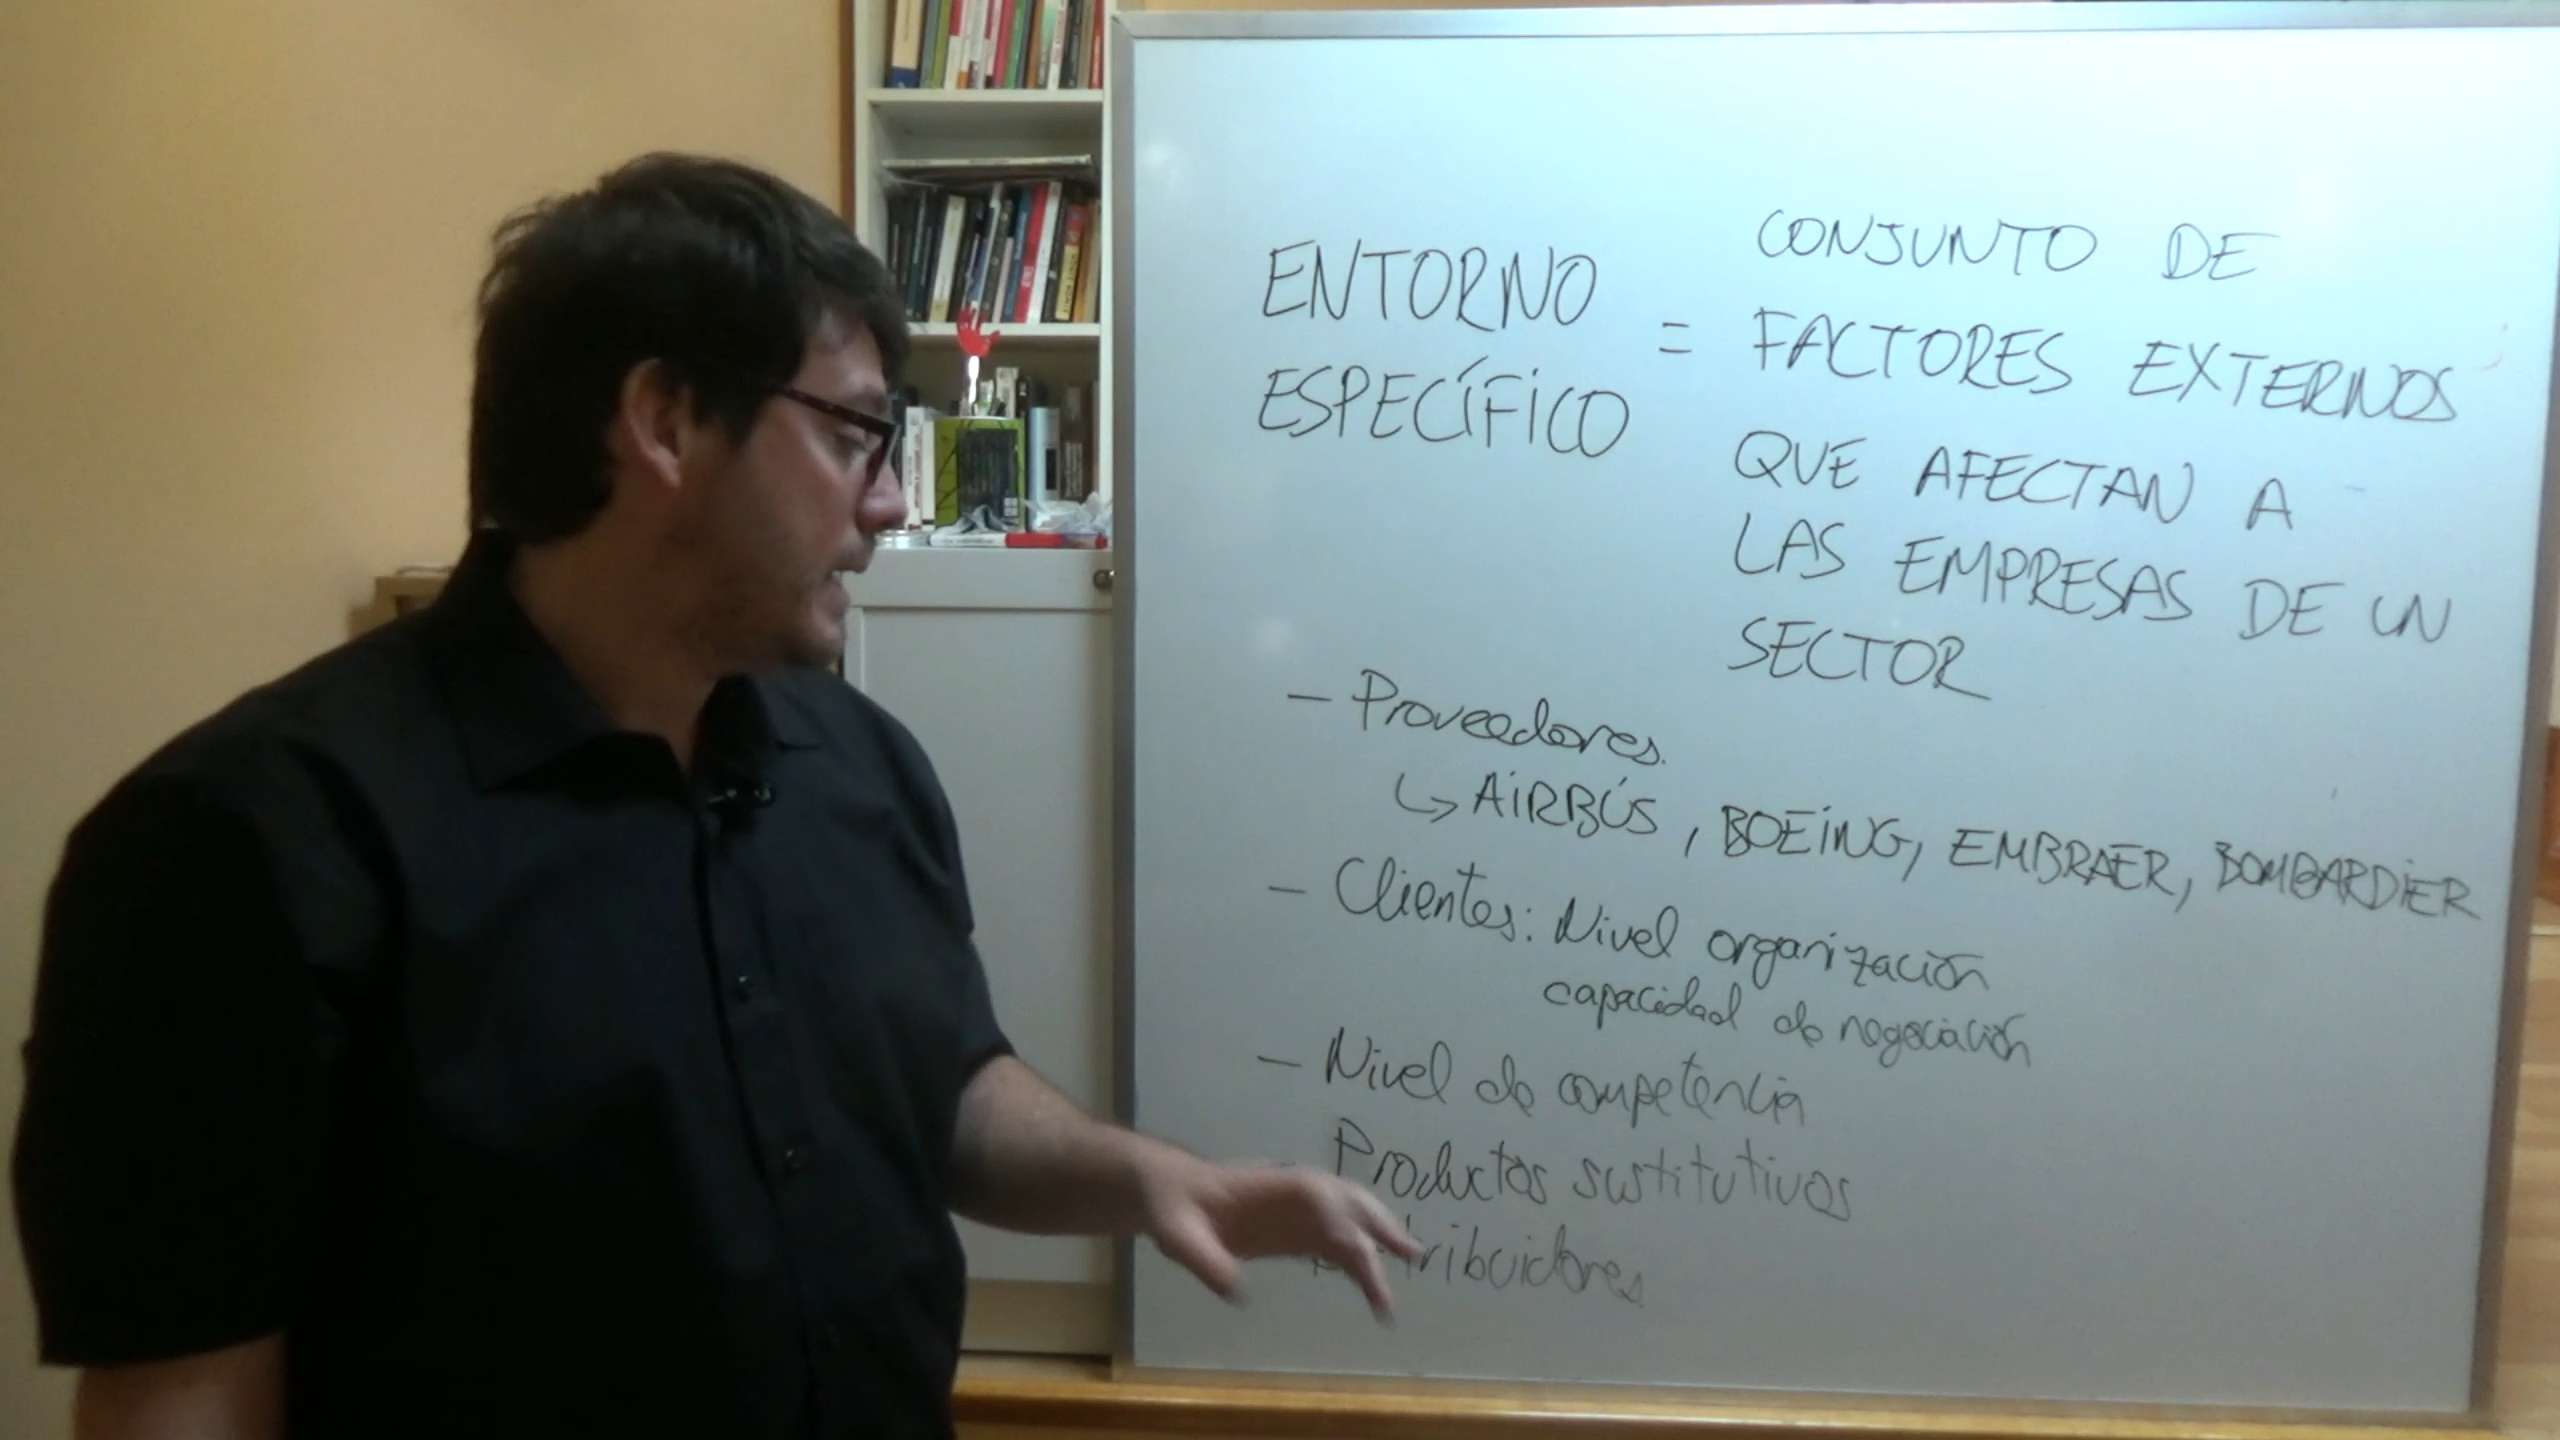 ENTORNO
ESPECÍFICO
=
CONJUNTO DE
FACTORES EXTERNOS
QUE AFECTAN A
LAS EMPRESAS DE UN
SECTOR
- Proveedores.
↳ AIRBÚS, BOEING, EMBRAER, BOMBARDIER
- Clientes: Nivel organización
capacidad de negociación
- Nivel de competencia
- Productos sustitutivos
tribuidores